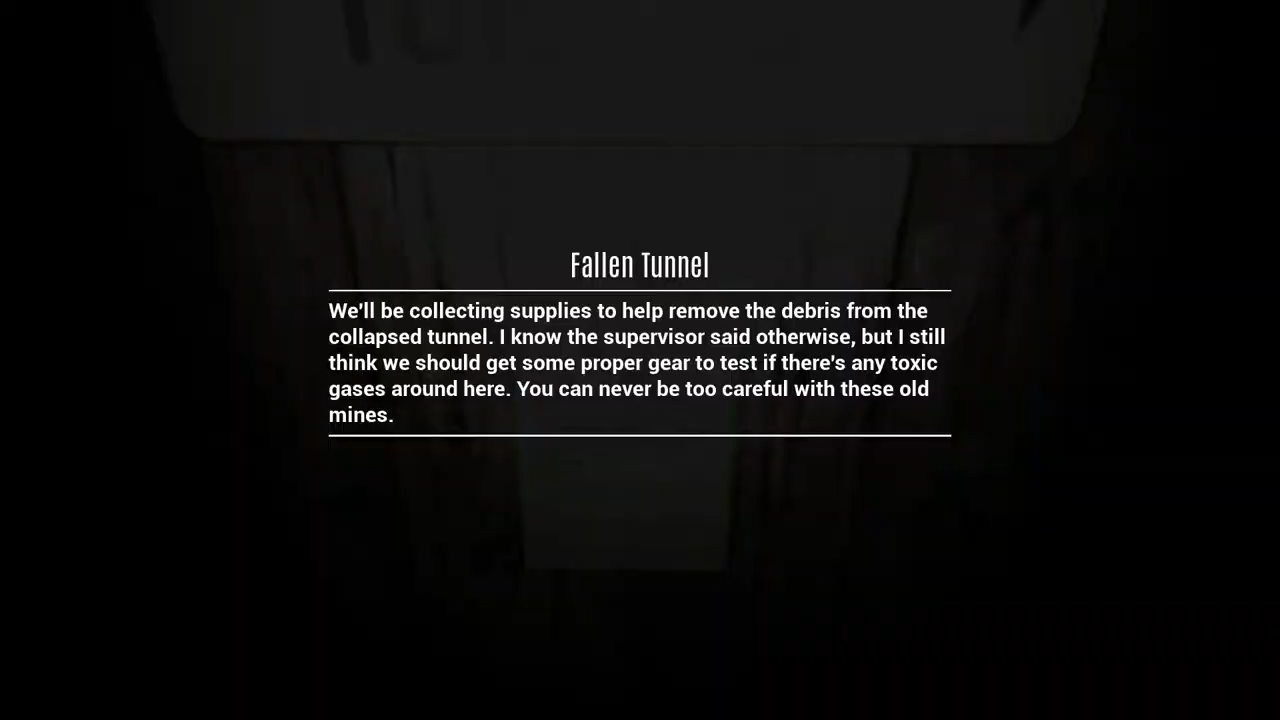 Fallen Tunnel
We'll be collecting supplies to help remove the debris from the
collapsed tunnel. I know the supervisor said otherwise, but I still
think we should get some proper gear to test if there's any toxic
gases around here. You can never be too careful with these old
mines.